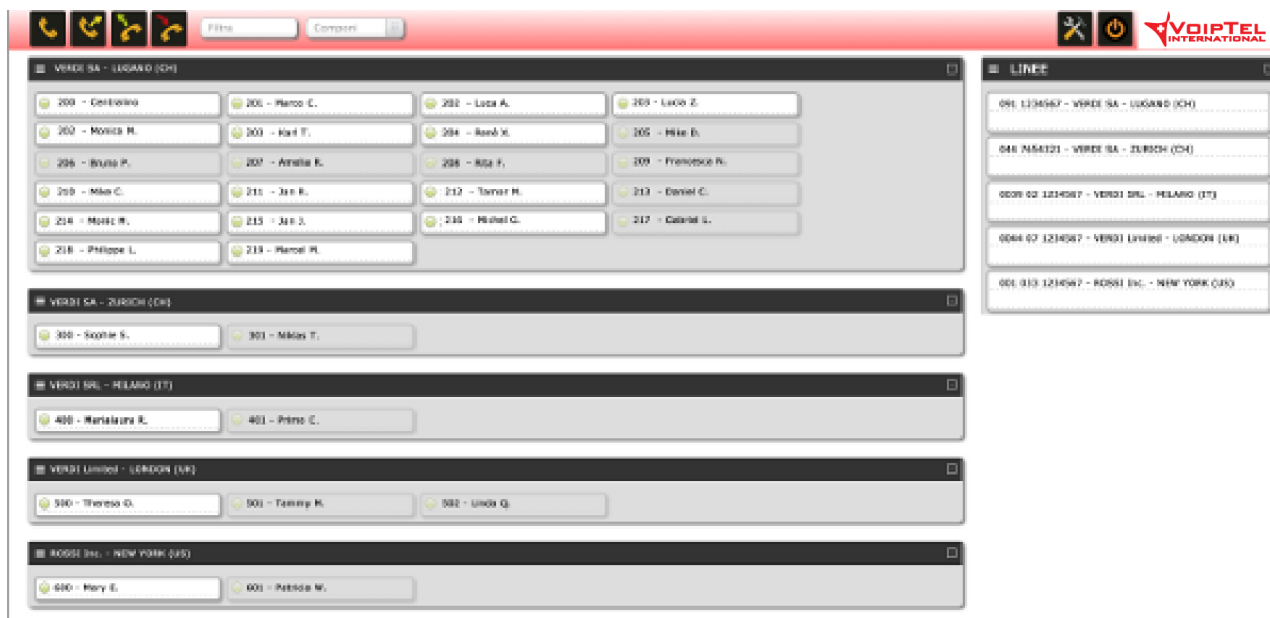 Filtra Componi
VOIPTEL
INTERNATIONAL
VERDI SA - LUGANO (CH)
200 - Centralino 201 - Marco C. 202 - Luca A. 203 - Lucia Z.
202 - Monica M. 203 - Karl T. 204 - René X. 205 - Mike D.
206 - Bruno P. 207 - Amelia R. 208 - Rita F. 209 - Francesca N.
210 - Mike C. 211 - Jan R. 212 - Tamar M. 213 - Daniel C.
214 - 215 - Jan J. 216 - Michel G. 217 - Gabriel L.
218 - Philippe L. 219 - Marcel M.
VERDI SA - ZURICH (CH)
300 - Sophie S. 301 - Niklas T.
VERDI SRL - MILANO (IT)
400 - Marialaura R. 401 - Primo C.
VERDI Limited - LONDON (UK)
500 - Theresa O. 501 - Tammy M. 502 - Linda Q.
ROSSI Inc. - NEW YORK (US)
600 - Mary E. 601 - Patricia W.
LINEE
091 1234567 - VERDI SA - LUGANO (CH)
044 7654321 - VERDI SA - ZURICH (CH)
0039 02 1234567 - VERDI SRL - MILANO (IT)
0044 07 1234567 - VERDI Limited - LONDON (UK)
001 033 1234567 - ROSSI Inc. - NEW YORK (US)